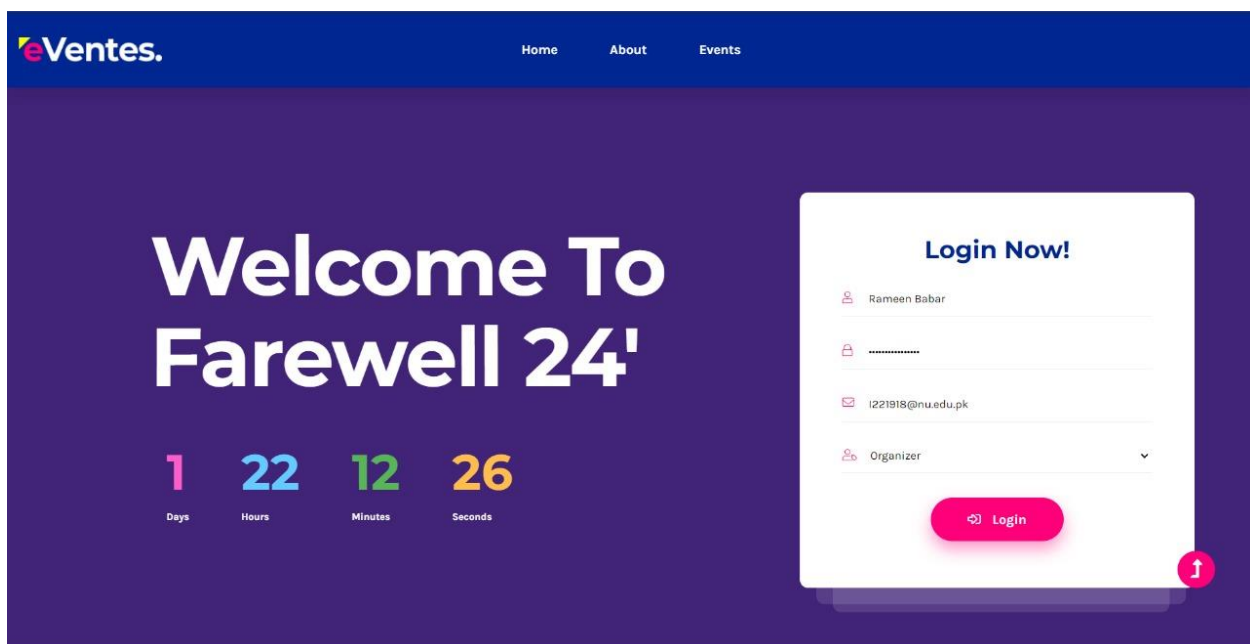 eVentes.
Home About Events
Welcome To
Farewell 24'
1 22 12 26
Days Hours Minutes Seconds
Login Now!
Rameen Babar
••••••••••••••••
l221918@nu.edu.pk
Organizer
Login